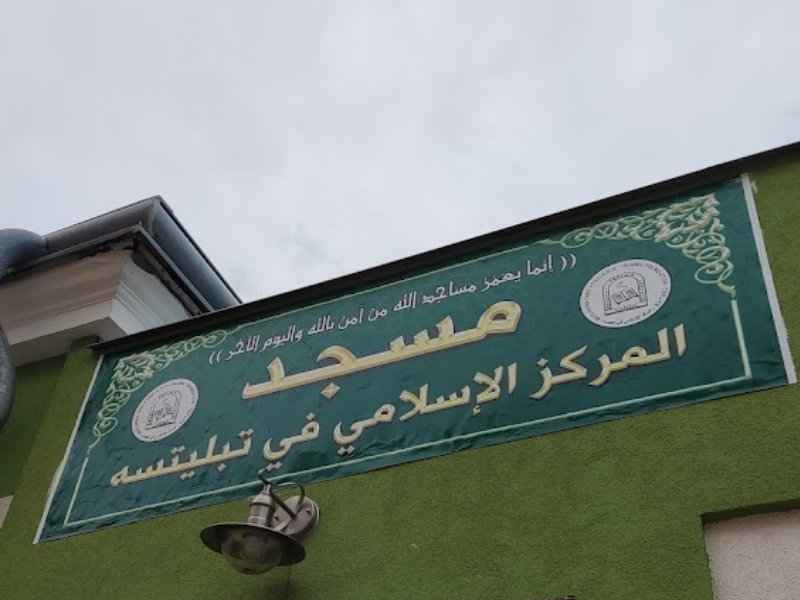 (( إنما يعمر مساجد الله من آمن بالله واليوم الآخر ))
مسجد
المركز الإسلامي في تبليتسه